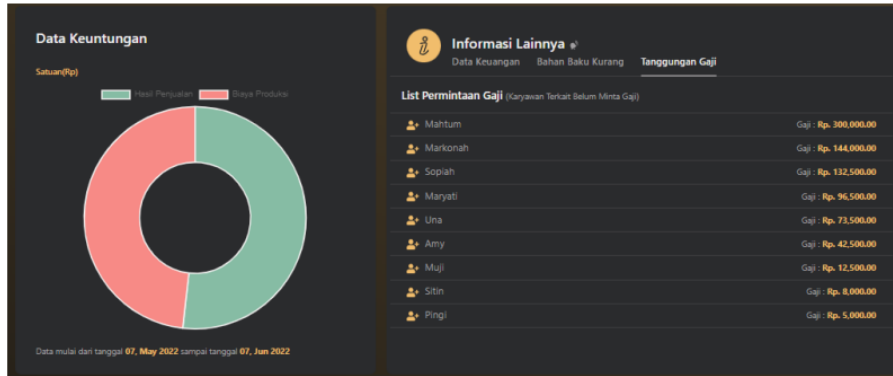 Data Keuntungan
Satuan(Rp)
Hasil Penjualan Biaya Produksi
Data mulai dari tanggal 07, May 2022 sampai tanggal 07, Jun 2022
Informasi Lainnya
Data Keuangan Bahan Baku Kurang Tanggungan Gaji
List Permintaan Gaji (Karyawan Terkait Belum Minta Gaji)
Mahtum Gaji : Rp. 300,000.00
Markonah Gaji : Rp. 144,000.00
Sopiah Gaji : Rp. 132,500.00
Maryati Gaji : Rp. 96,500.00
Una Gaji : Rp. 73,500.00
Amy Gaji : Rp. 42,500.00
Muji Gaji : Rp. 12,500.00
Sitin Gaji : Rp. 8,000.00
Pingi Gaji : Rp. 5,000.00